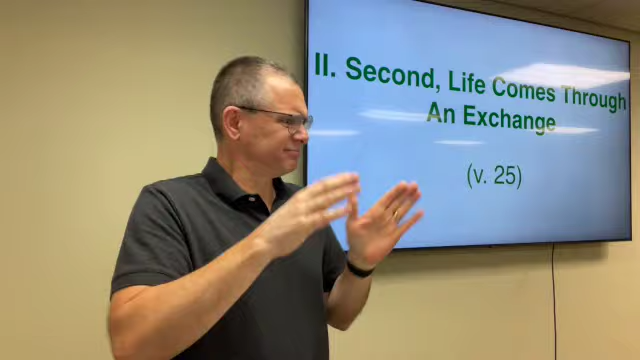 II. Second, Life Comes Through
An Exchange
(v. 25)